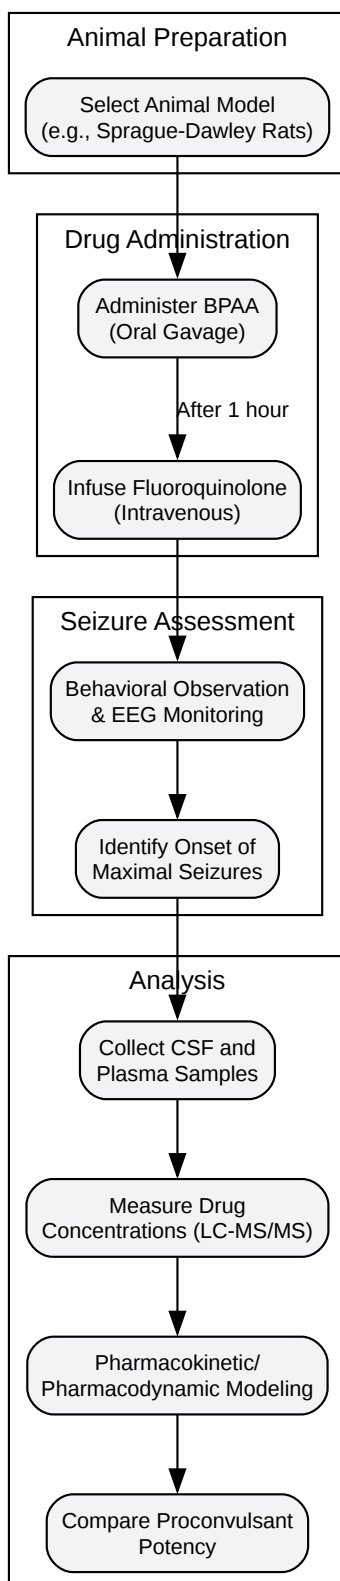 Animal Preparation
Select Animal Model
(e.g., Sprague-Dawley Rats)
Drug Administration
Administer BPAA
(Oral Gavage)
After 1 hour
Infuse Fluoroquinolone
(Intravenous)
Seizure Assessment
Behavioral Observation
& EEG Monitoring
Identify Onset of
Maximal Seizures
Analysis
Collect CSF and
Plasma Samples
Measure Drug
Concentrations (LC-MS/MS)
Pharmacokinetic/
Pharmacodynamic Modeling
Compare Proconvulsant
Potency